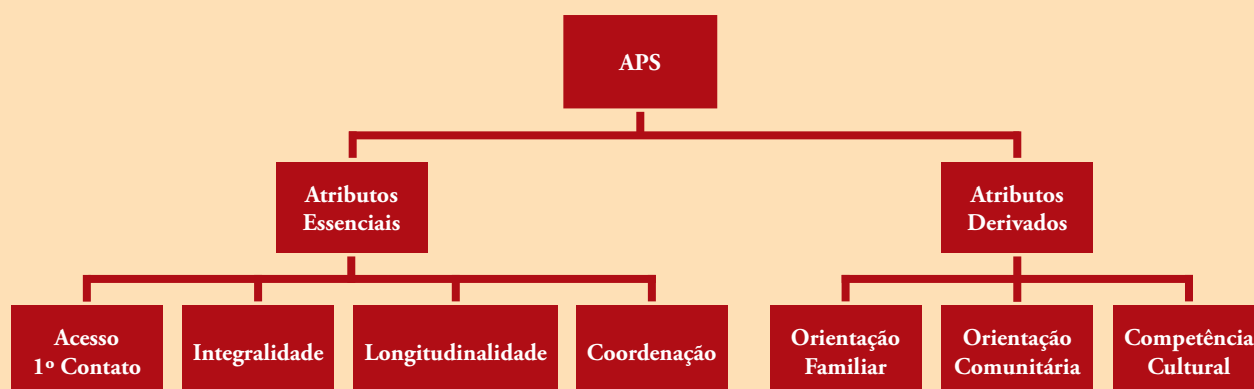 APS
Atributos
Essenciais
Atributos
Derivados
Acesso
1º Contato
Integralidade
Longitudinalidade
Coordenação
Orientação
Familiar
Orientação
Comunitária
Competência
Cultural